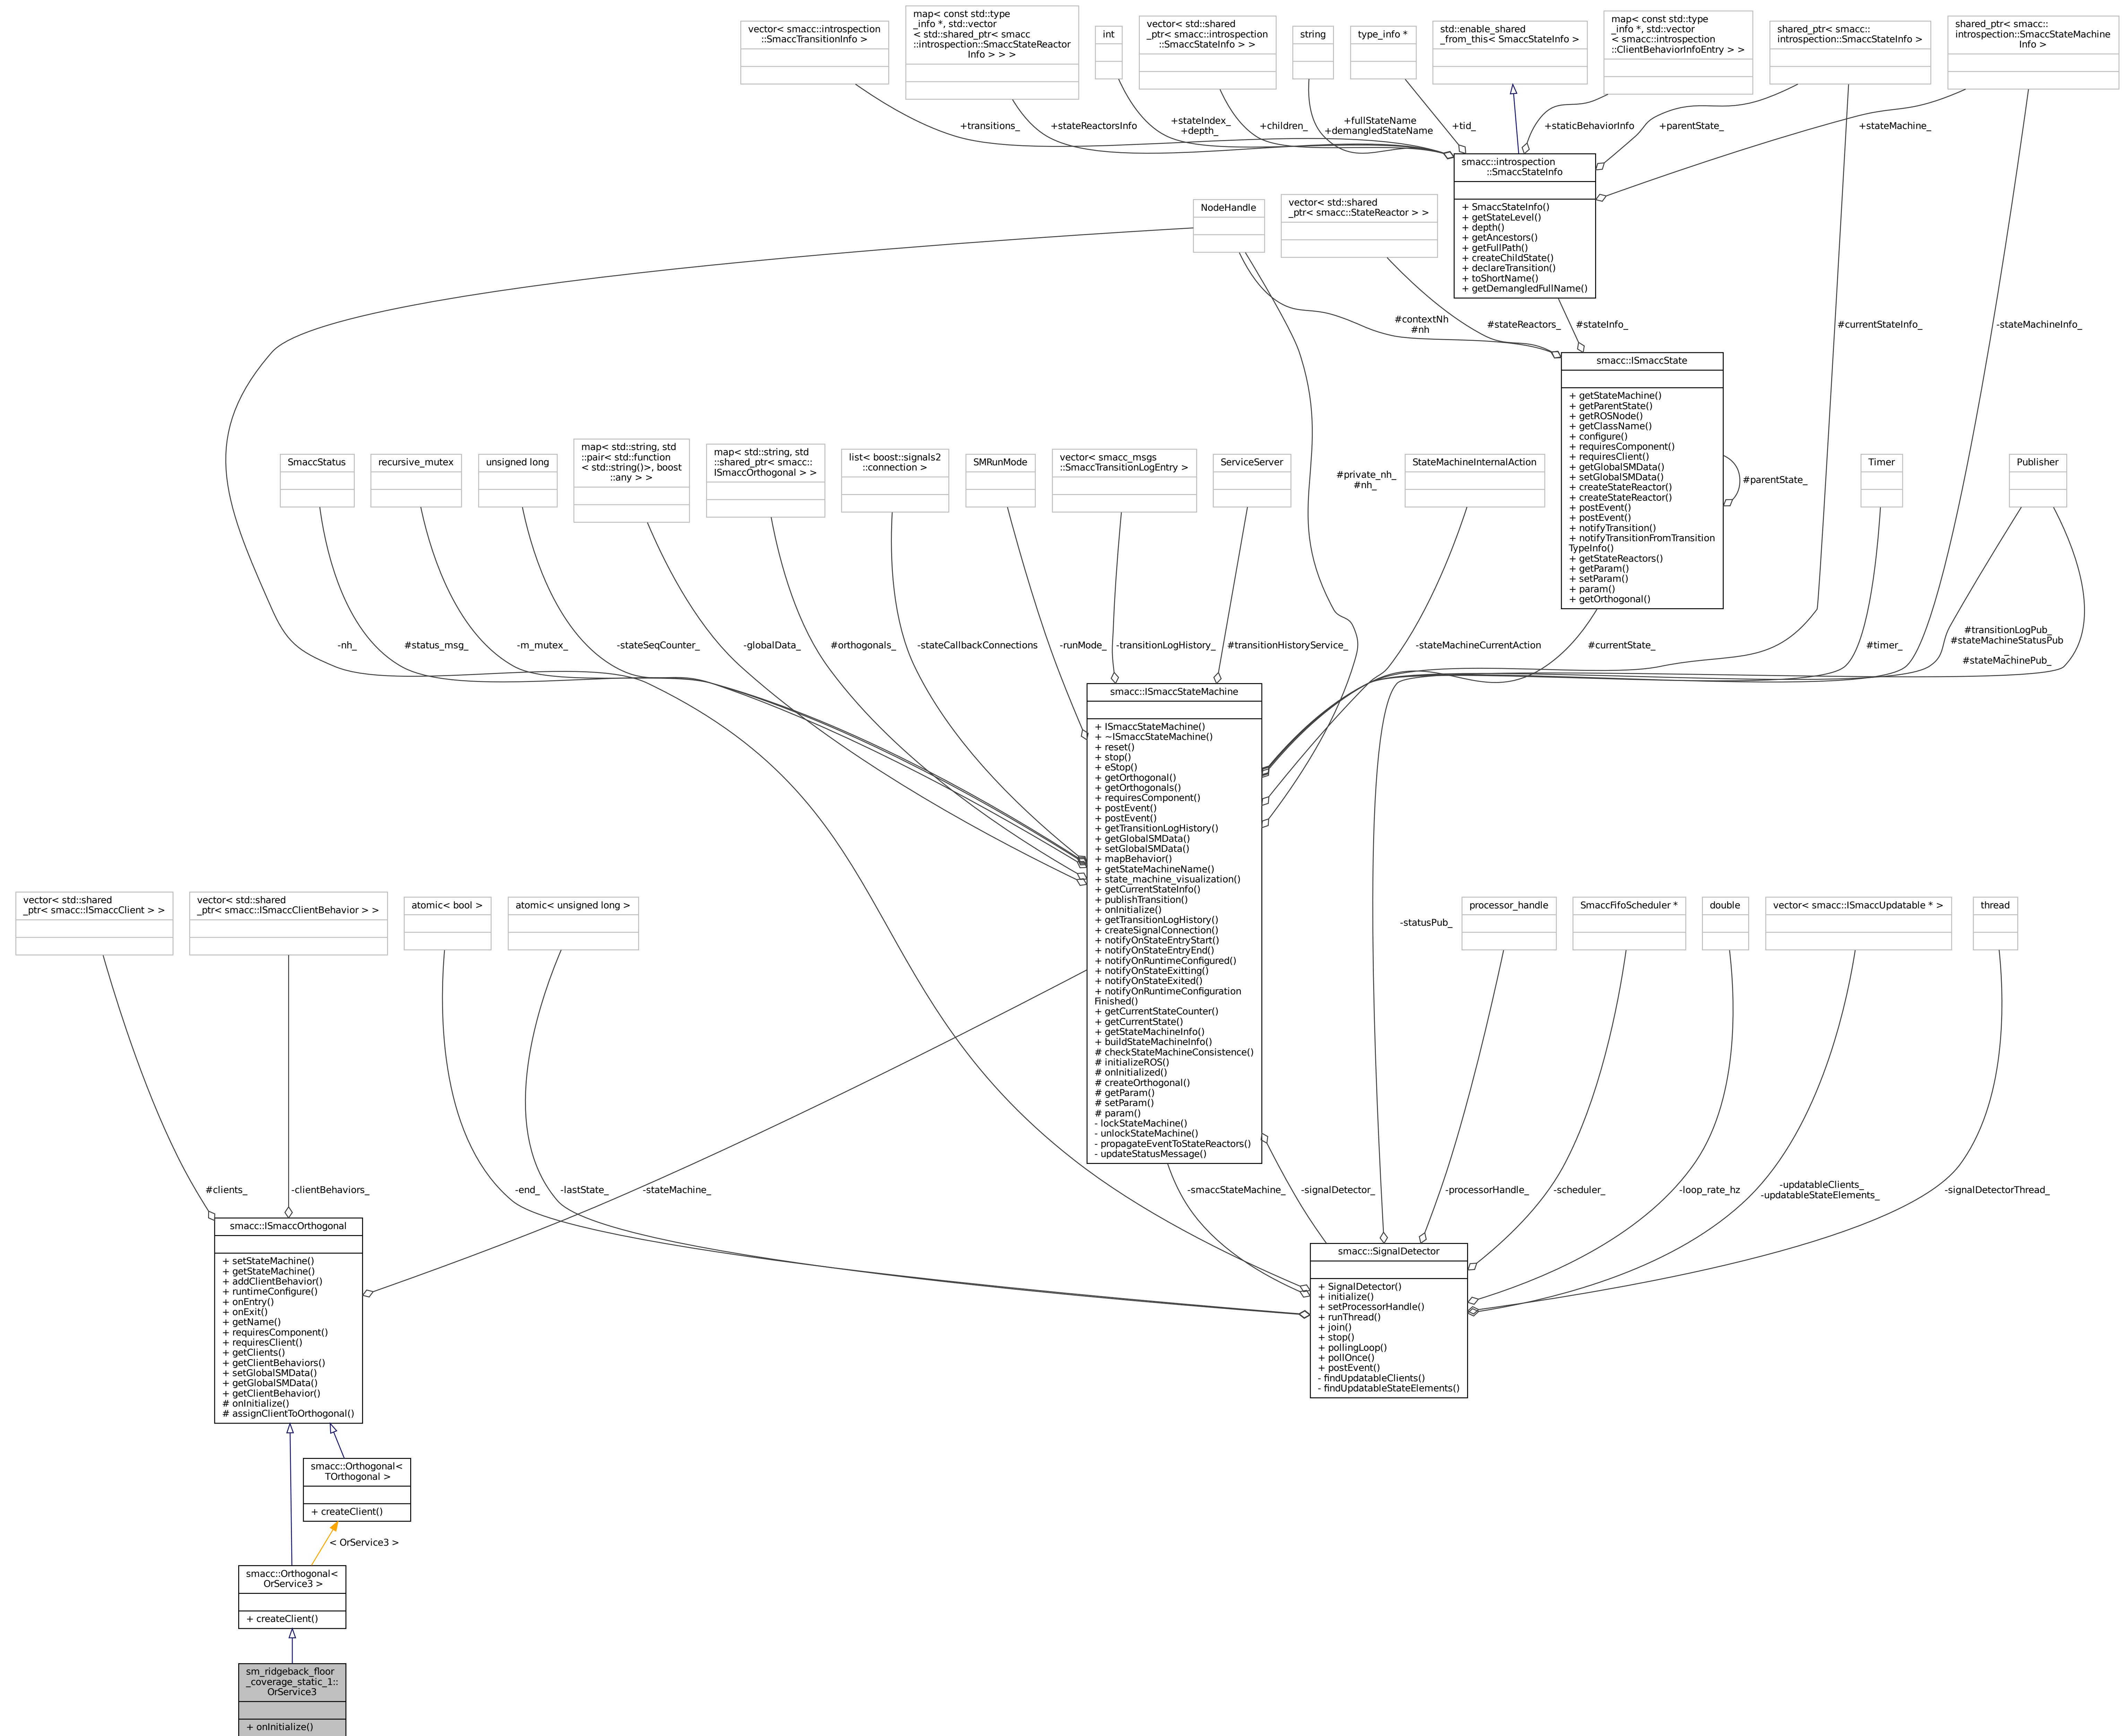 vector< smacc::introspection
::SmaccTransitionInfo >
map< const std::type
_info *, std::vector
< std::shared_ptr< smacc
::introspection::SmaccStateReactor
Info > > >
int
vector< std::shared
_ptr< smacc::introspection
::SmaccStateInfo > >
string
type_info *
std::enable_shared
_from_this< SmaccStateInfo >
map< const std::type
_info *, std::vector
< smacc::introspection
::ClientBehaviorInfoEntry > >
shared_ptr< smacc::
introspection::SmaccStateInfo >
shared_ptr< smacc::
introspection::SmaccStateMachine
Info >
+transitions_
+stateReactorsInfo
+stateIndex_
+depth_
+children_
+fullStateName
+demangledStateName
+tid_
+staticBehaviorInfo
+parentState_
+stateMachine_
smacc::introspection
::SmaccStateInfo
+ SmaccStateInfo()
+ getStateLevel()
+ depth()
+ getAncestors()
+ getFullPath()
+ createChildState()
+ declareTransition()
+ toShortName()
+ getDemangledFullName()
NodeHandle
vector< std::shared
_ptr< smacc::StateReactor > >
#contextNh
#nh
#stateReactors_
#stateInfo_
#currentStateInfo_
-stateMachineInfo_
smacc::ISmaccState
+ getStateMachine()
+ getParentState()
+ getROSNode()
+ getClassName()
+ configure()
+ requiresComponent()
+ requiresClient()
+ getGlobalSMData()
+ setGlobalSMData()
+ createStateReactor()
+ createStateReactor()
+ postEvent()
+ postEvent()
+ notifyTransition()
+ notifyTransitionFromTransition
TypeInfo()
+ getStateReactors()
+ getParam()
+ setParam()
+ param()
+ getOrthogonal()
#parentState_
SmaccStatus
recursive_mutex
unsigned long
map< std::string, std
::pair< std::function
< std::string()>, boost
::any > >
map< std::string, std
::shared_ptr< smacc::
ISmaccOrthogonal > >
list< boost::signals2
::connection >
SMRunMode
vector< smacc_msgs
::SmaccTransitionLogEntry >
ServiceServer
#private_nh_
#nh_
StateMachineInternalAction
Timer
Publisher
-nh_
#status_msg_
-m_mutex_
-stateSeqCounter_
-globalData_
#orthogonals_
-stateCallbackConnections
-runMode_
-transitionLogHistory_
#transitionHistoryService_
-stateMachineCurrentAction
#currentState_
#timer_
#transitionLogPub_
#stateMachineStatusPub
_
#stateMachinePub_
smacc::ISmaccStateMachine
+ ISmaccStateMachine()
+ ~ISmaccStateMachine()
+ reset()
+ stop()
+ eStop()
+ getOrthogonal()
+ getOrthogonals()
+ requiresComponent()
+ postEvent()
+ postEvent()
+ getTransitionLogHistory()
+ getGlobalSMData()
+ setGlobalSMData()
+ mapBehavior()
+ getStateMachineName()
+ state_machine_visualization()
+ getCurrentStateInfo()
+ publishTransition()
+ onInitialize()
+ getTransitionLogHistory()
+ createSignalConnection()
+ notifyOnStateEntryStart()
+ notifyOnStateEntryEnd()
+ notifyOnRuntimeConfigured()
+ notifyOnStateExitting()
+ notifyOnStateExited()
+ notifyOnRuntimeConfiguration
Finished()
+ getCurrentStateCounter()
+ getCurrentState()
+ getStateMachineInfo()
+ buildStateMachineInfo()
# checkStateMachineConsistence()
# initializeROS()
# onInitialized()
# createOrthogonal()
# getParam()
# setParam()
# param()
- lockStateMachine()
- unlockStateMachine()
- propagateEventToStateReactors()
- updateStatusMessage()
vector< std::shared
_ptr< smacc::ISmaccClient > >
vector< std::shared
_ptr< smacc::ISmaccClientBehavior > >
atomic< bool >
atomic< unsigned long >
-statusPub_
processor_handle
SmaccFifoScheduler *
double
vector< smacc::ISmaccUpdatable * >
thread
#clients_
-clientBehaviors_
-end_
-lastState_
-stateMachine_
-smaccStateMachine_
-signalDetector_
-processorHandle_
-scheduler_
-loop_rate_hz
-updatableClients_
-updatableStateElements_
-signalDetectorThread_
smacc::ISmaccOrthogonal
+ setStateMachine()
+ getStateMachine()
+ addClientBehavior()
+ runtimeConfigure()
+ onEntry()
+ onExit()
+ getName()
+ requiresComponent()
+ requiresClient()
+ getClients()
+ getClientBehaviors()
+ setGlobalSMData()
+ getGlobalSMData()
+ getClientBehavior()
# onInitialize()
# assignClientToOrthogonal()
smacc::SignalDetector
+ SignalDetector()
+ initialize()
+ setProcessorHandle()
+ runThread()
+ join()
+ stop()
+ pollingLoop()
+ pollOnce()
+ postEvent()
- findUpdatableClients()
- findUpdatableStateElements()
smacc::Orthogonal<
TOrthogonal >
+ createClient()
< OrService3 >
smacc::Orthogonal<
OrService3 >
+ createClient()
sm_ridgeback_floor
_coverage_static_1::
OrService3
+ onInitialize()